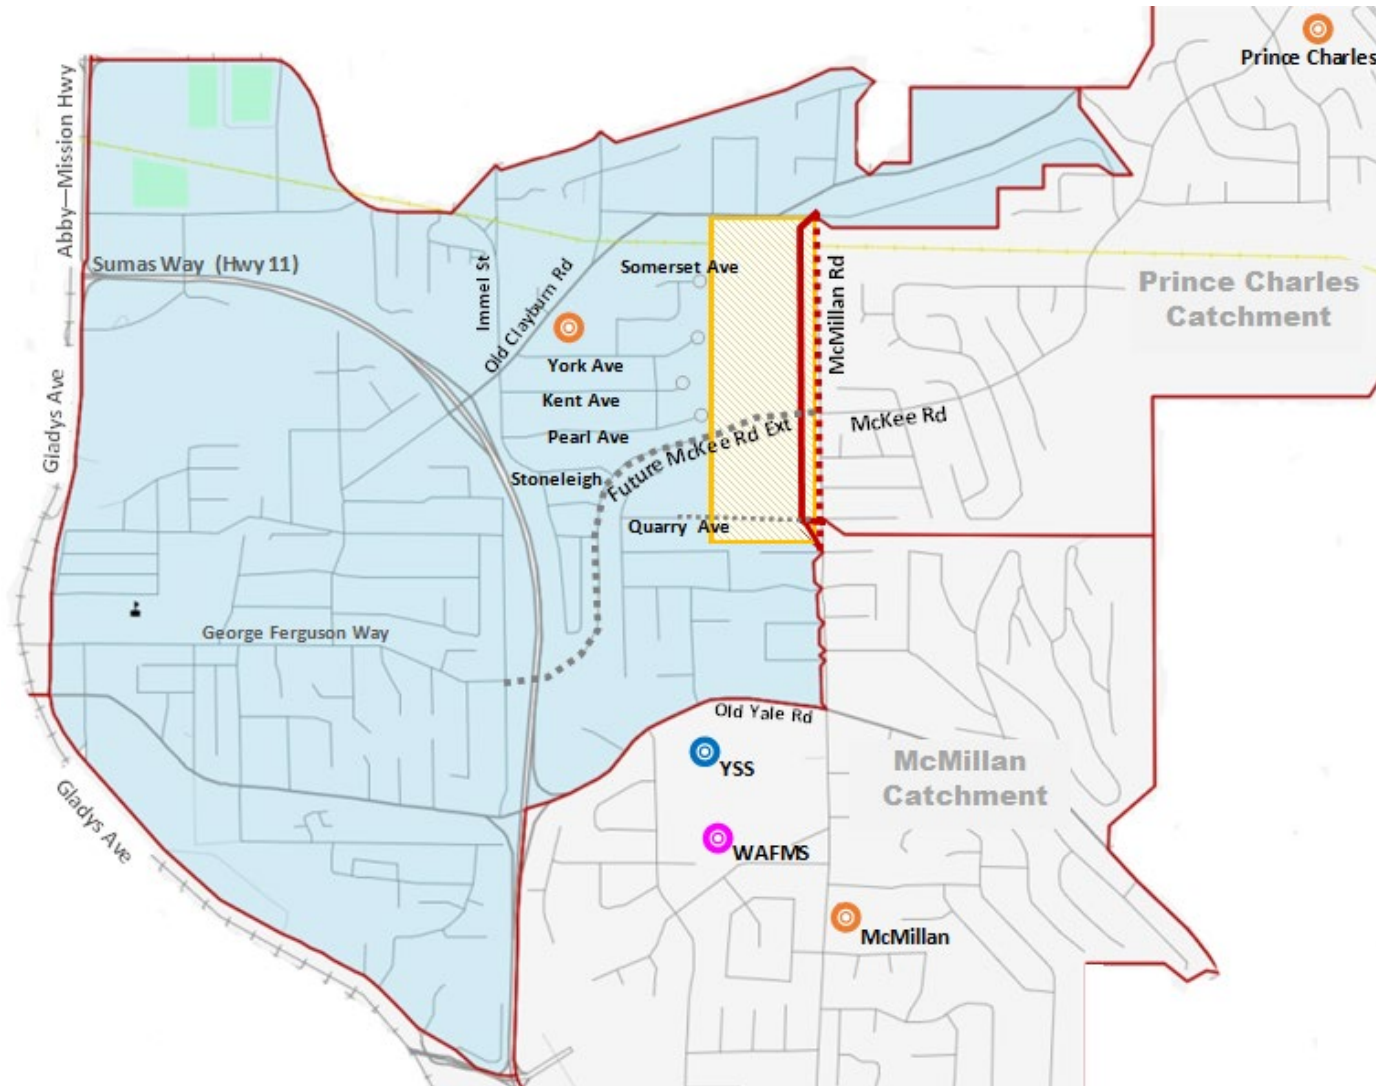 Prince Charles
Abby—Mission Hwy
Sumas Way (Hwy 11)
Immel St
Old Clayburn Rd
Somerset Ave
McMillan Rd
Prince Charles
Catchment
York Ave
Kent Ave
Pearl Ave
Gladys Ave
McKee Rd
Future McKee Rd Ext
Stoneleigh
Quarry Ave
George Ferguson Way
Old Yale Rd
YSS
McMillan
Catchment
Gladys Ave
WAFMS
McMillan